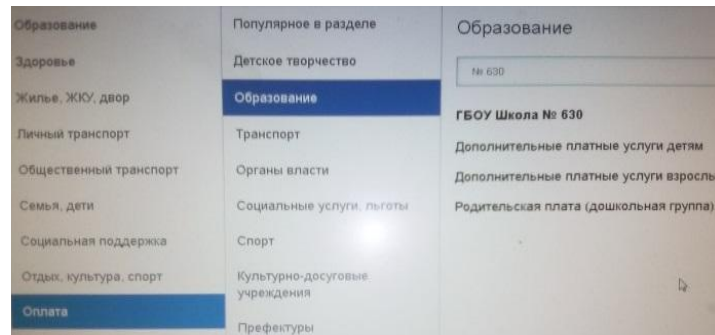 Образование
Здоровье
Жилье, ЖКУ, двор
Личный транспорт
Общественный транспорт
Семья, дети
Социальная поддержка
Отдых, культура, спорт
Оплата
Популярное в разделе
Детское творчество
Образование
Транспорт
Органы власти
Социальные услуги, льготы
Спорт
Культурно-досуговые
учреждения
Префектуры
Образование
№ 630
ГБОУ Школа № 630
Дополнительные платные услуги детям
Дополнительные платные услуги взрослы
Родительская плата (дошкольная группа)